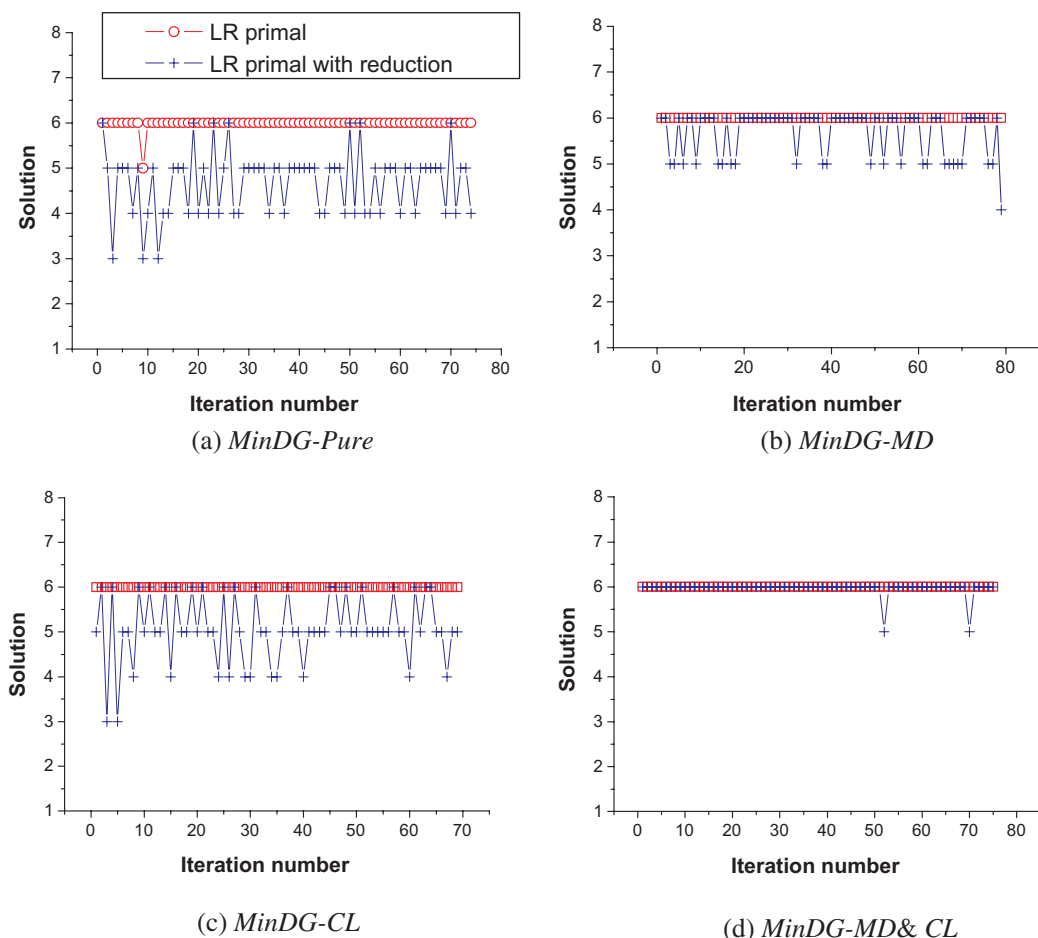 LR primal
LR primal with reduction
8
7
6
5
4
3
2
1
Solution
0 10 20 30 40 50 60 70 80
Iteration number
(a) MinDG-Pure
8
7
6
5
4
3
2
1
Solution
0 20 40 60 80
Iteration number
(b) MinDG-MD
8
7
6
5
4
3
2
1
Solution
0 10 20 30 40 50 60 70
Iteration number
(c) MinDG-CL
8
7
6
5
4
3
2
1
Solution
0 10 20 30 40 50 60 70 80
Iteration number
(d) MinDG-MD& CL